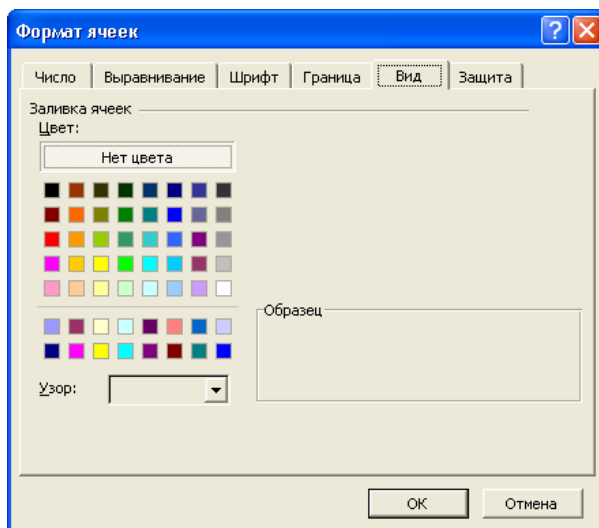 Формат ячеек
Число Выравнивание Шрифт Граница Вид Защита
Заливка ячеек
Цвет:
Нет цвета
Образец
Узор:
ОК Отмена